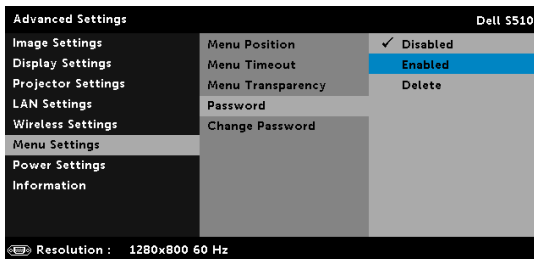 Advanced Settings Dell S510
Image Settings Menu Position ✓ Disabled
Display Settings Menu Timeout Enabled
Projector Settings Menu Transparency Delete
LAN Settings Password
Wireless Settings Change Password
Menu Settings
Power Settings
Information
Resolution : 1280x800 60 Hz